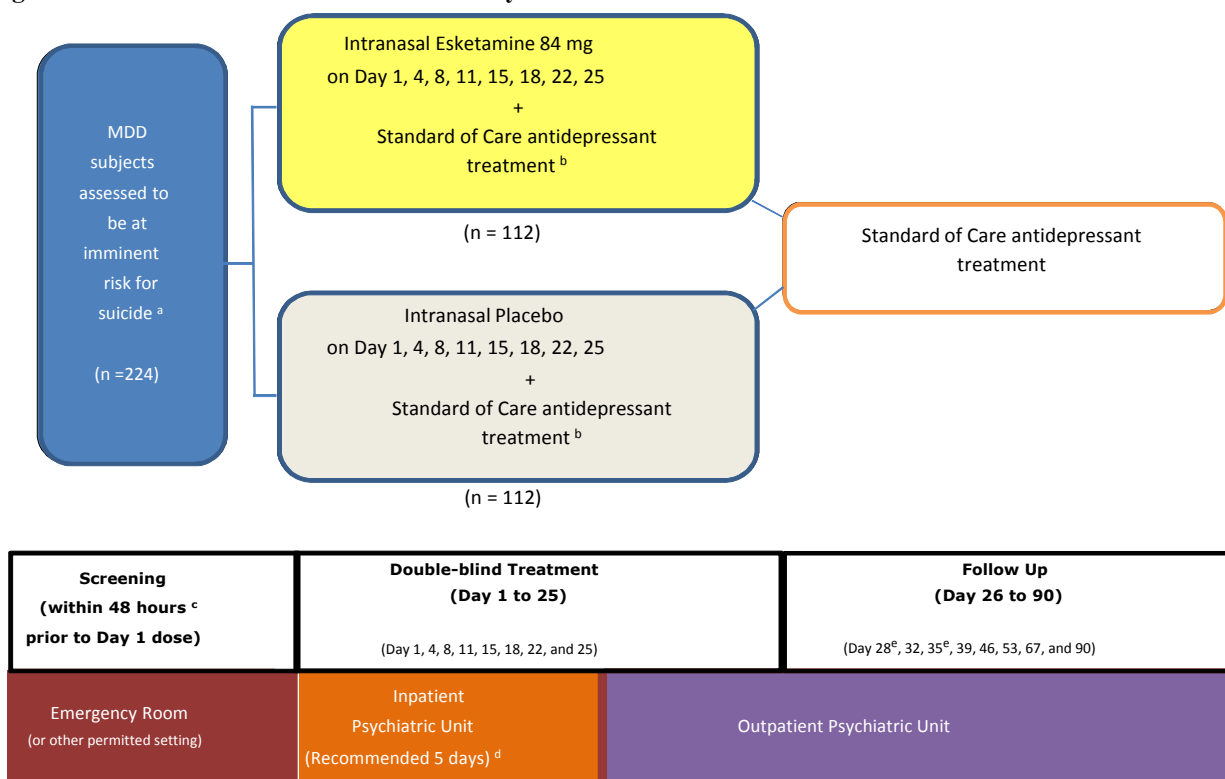 MDD
subjects
assessed to
be at
imminent
risk for
suicide a
(n =224)
Intranasal Esketamine 84 mg
on Day 1, 4, 8, 11, 15, 18, 22, 25
+
Standard of Care antidepressant
treatment b
(n = 112)
Intranasal Placebo
on Day 1, 4, 8, 11, 15, 18, 22, 25
+
Standard of Care antidepressant
treatment b
(n = 112)
Standard of Care antidepressant
treatment
Screening
(within 48 hours c
prior to Day 1 dose)
Double-blind Treatment
(Day 1 to 25)
(Day 1, 4, 8, 11, 15, 18, 22, and 25)
Follow Up
(Day 26 to 90)
(Day 28e, 32, 35e, 39, 46, 53, 67, and 90)
Emergency Room
(or other permitted setting)
Inpatient
Psychiatric Unit
(Recommended 5 days) d
Outpatient Psychiatric Unit